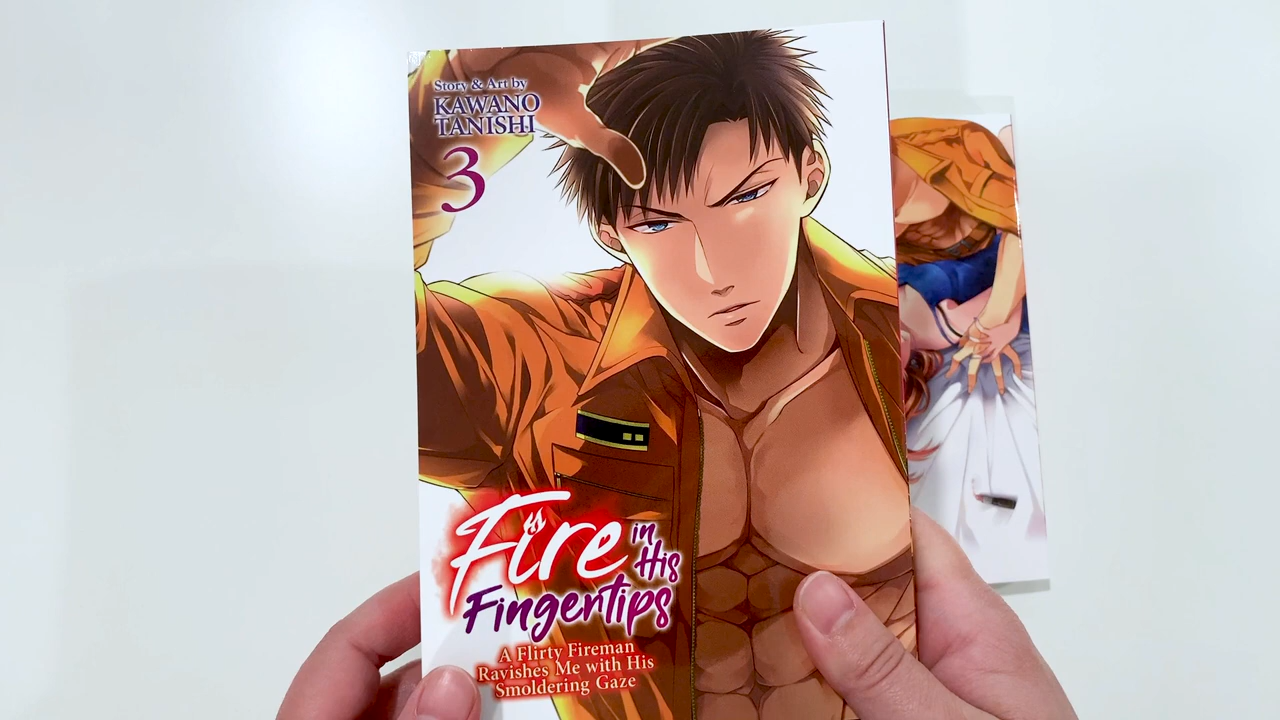 Story & Art by
KAWANO
TANISHI
3
Fire in His
Fingertips
A Flirty Fireman
Ravishes Me with His
Smoldering Gaze